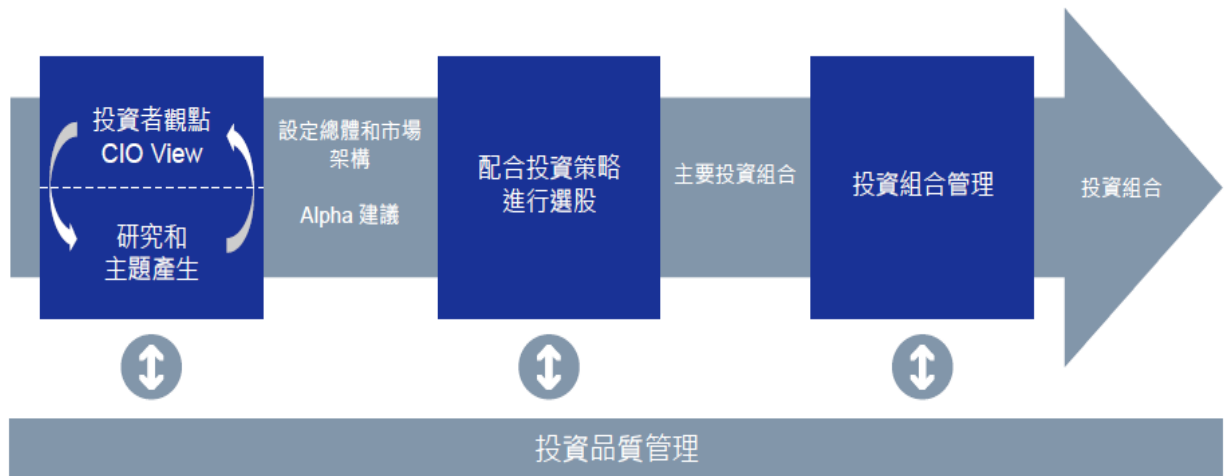 投資者觀點
CIO View
研究和
主題產生
設定總體和市場
架構
Alpha 建議
配合投資策略
進行選股
主要投資組合
投資組合管理
投資組合
投資品質管理